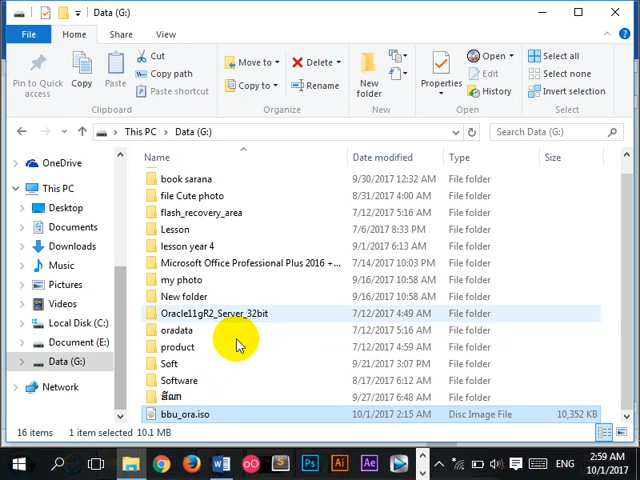 Data (G:)
File Home Share View
Pin to Quick access
Copy
Paste
Cut
Copy path
Paste shortcut
Clipboard
Move to
Copy to
Delete
Rename
Organize
New folder
New
Properties
Open
Edit
History
Open
Select all
Select none
Invert selection
Select
This PC Data (G:)
Search Data (G:)
OneDrive
This PC
Desktop
Documents
Downloads
Music
Pictures
Videos
Local Disk (C:)
Document (E:)
Data (G:)
Network
Name Date modified Type Size
book sarana 9/30/2017 12:32 AM File folder
file Cute photo 8/31/2017 4:00 AM File folder
flash_recovery_area 7/12/2017 5:16 AM File folder
Lesson 7/6/2017 8:33 PM File folder
lesson year 4 9/1/2017 6:13 AM File folder
Microsoft Office Professional Plus 2016 +... 7/14/2017 10:03 PM File folder
my photo 9/16/2017 10:58 AM File folder
New folder 9/16/2017 10:58 AM File folder
Oracle11gR2_Server_32bit 7/12/2017 4:49 AM File folder
oradata 7/12/2017 5:16 AM File folder
product 7/12/2017 4:59 AM File folder
Soft 9/21/2017 3:07 PM File folder
Software 8/17/2017 6:12 AM File folder
9/27/2017 6:48 AM File folder
bbu_ora.iso 10/1/2017 2:15 AM Disc Image File 10,352 KB
16 items 1 item selected 10.1 MB
ENG
2:59 AM
10/1/2017